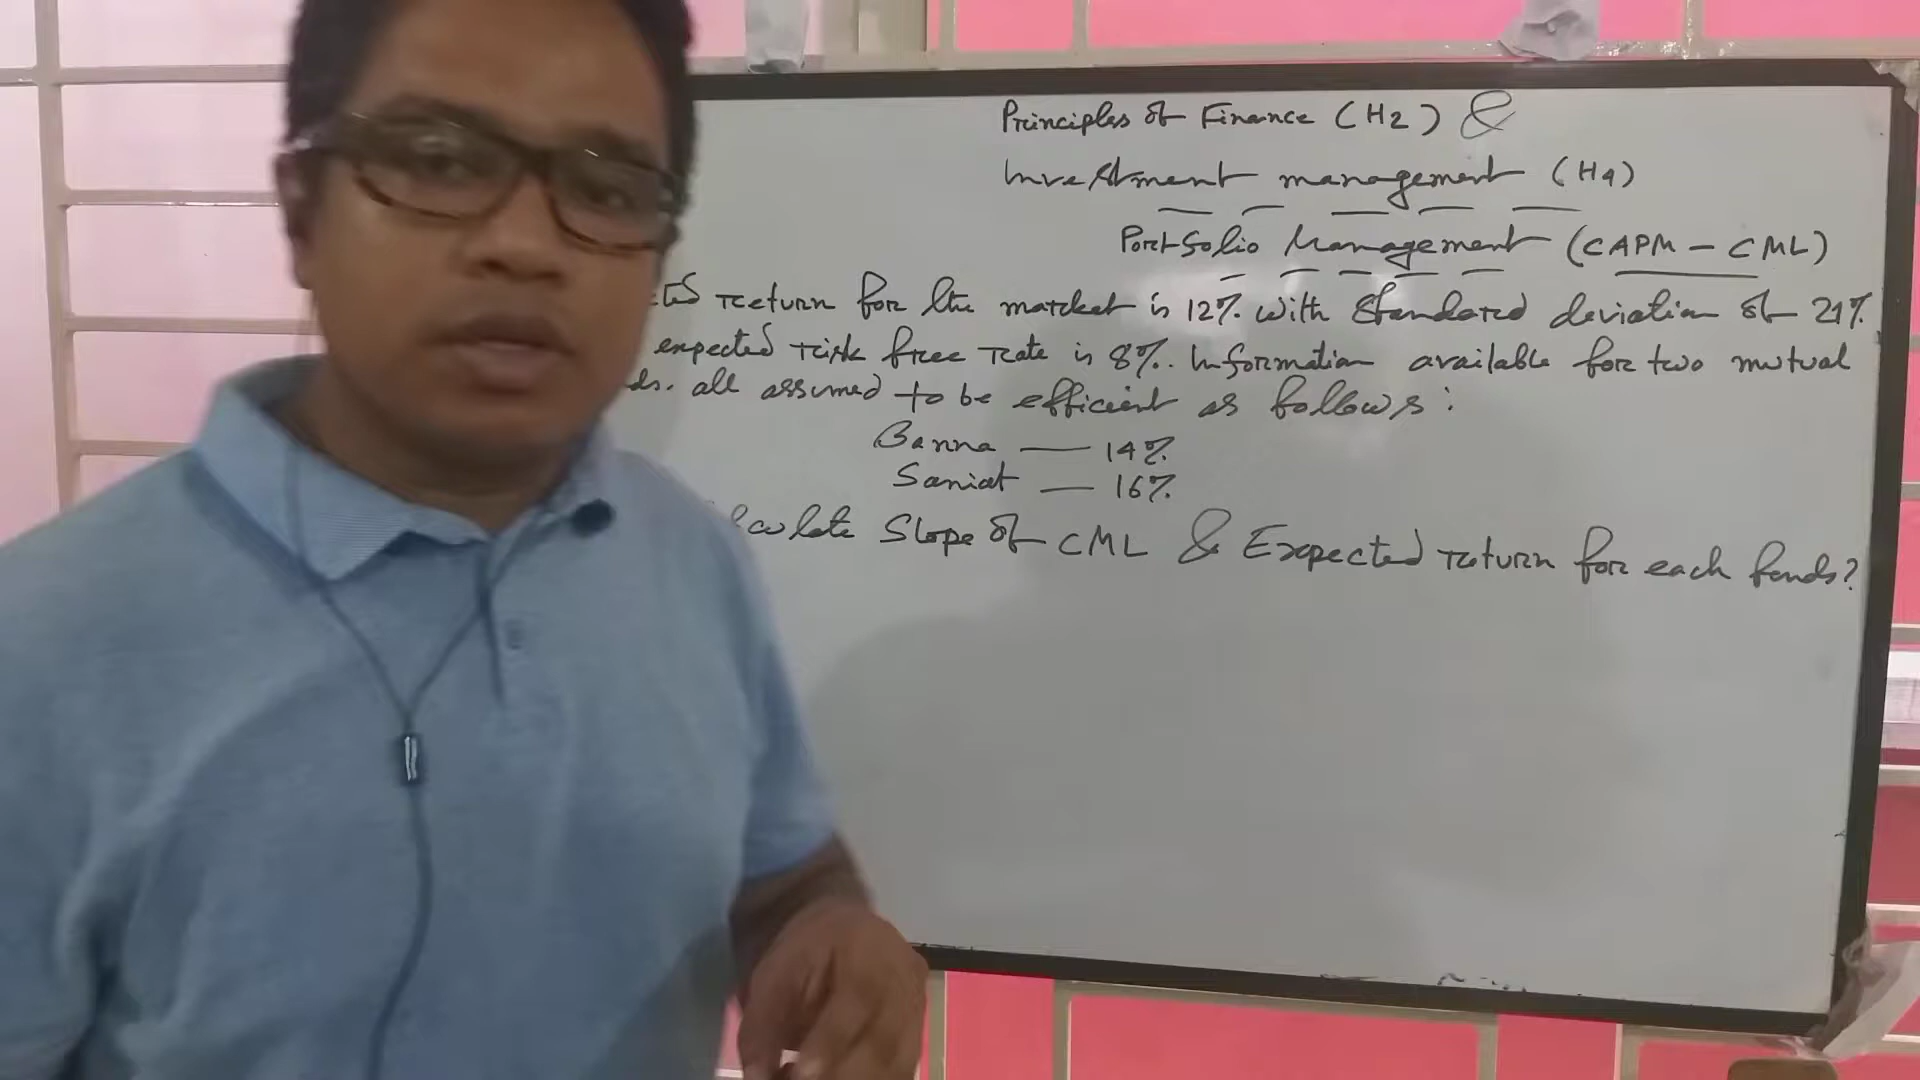 Principles of Finance (H2) &
Investment management (H4)
Portfolio Management (CAPM - CML)
return for the market is 12% with standard deviation of 21%
expected risk free rate is 8%. Information available for two mutual
all assumed to be efficient as follows:
Banna — 14%
Saniat — 16%
Slope of CML & Expected return for each funds?